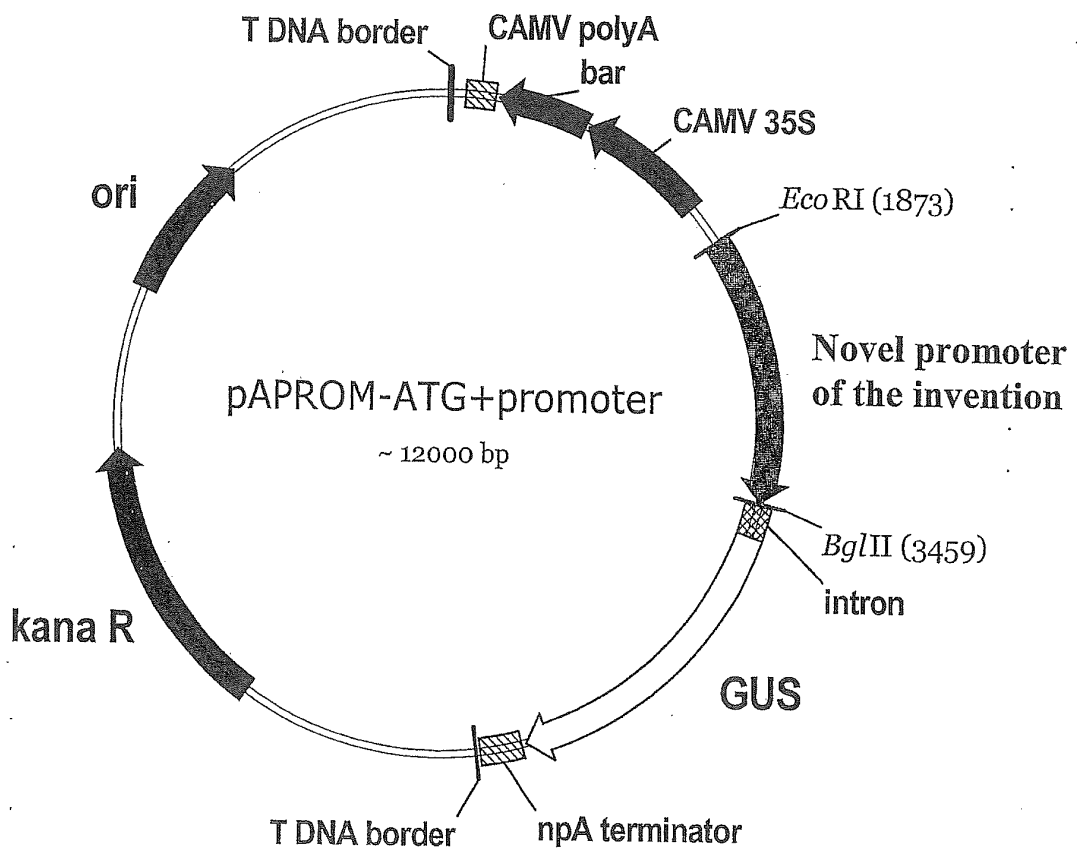 T DNA border
CAMV polyA
bar
CAMV 35S
ori
EcoRI (1873)
Novel promoter
of the invention
pAPROM-ATG+promoter
~ 12000 bp
BglII (3459)
intron
kana R
GUS
T DNA border
npA terminator